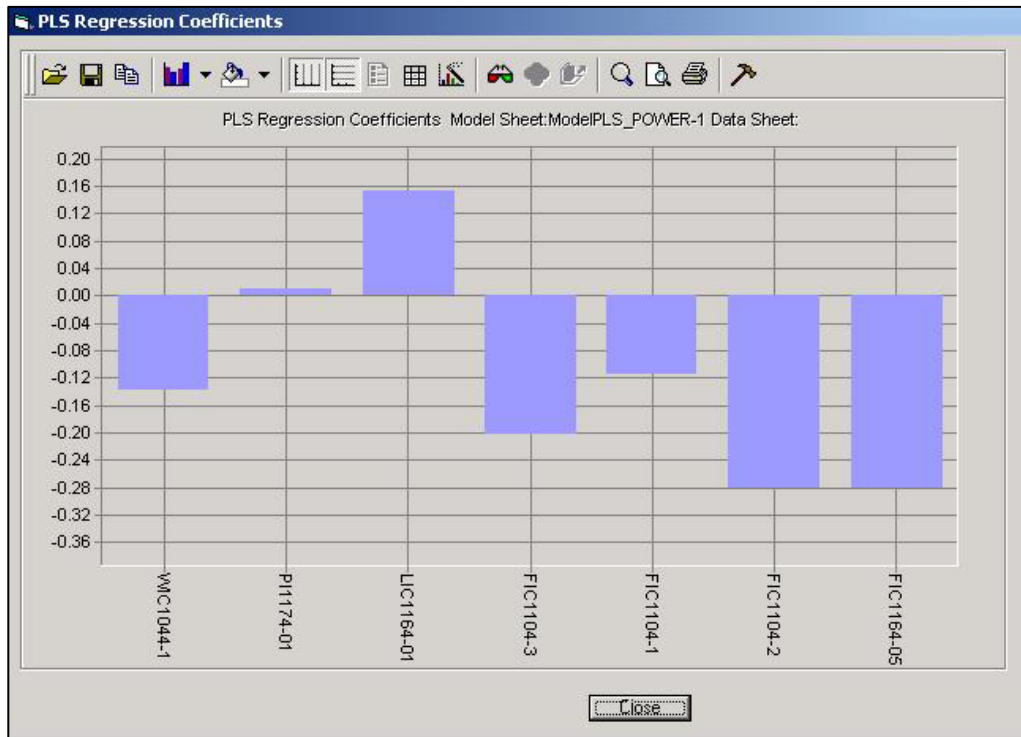 PLS Regression Coefficients
PLS Regression Coefficients Model Sheet:ModelPLS_POWER-1 Data Sheet:
0.20
0.16
0.12
0.08
0.04
0.00
-0.04
-0.08
-0.12
-0.16
-0.20
-0.24
-0.28
-0.32
-0.36
WIC1044-1
PI1174-01
LIC1164-01
FIC1104-3
FIC1104-1
FIC1104-2
FIC1164-05
Close